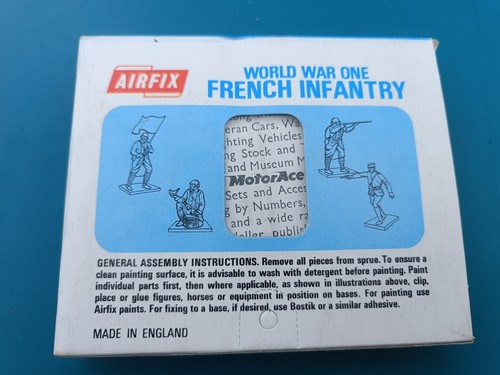 AIRFIX
WORLD WAR ONE
FRENCH INFANTRY
eran Cars, Wa
hting Vehicles
ng Stock and
and Museum M
MotorAce
Sets and Acces
g by Numbers,
and a wide ra
GENERAL ASSEMBLY INSTRUCTIONS. Remove all pieces from sprue. To ensure a
clean painting surface, it is advisable to wash with detergent before painting. Paint
individual parts first, then where applicable, as shown in illustrations above, clip,
place or glue figures, horses or equipment in position on bases. For painting use
Airfix paints. For fixing to a base, if desired, use Bostik or a similar adhesive.
MADE IN ENGLAND